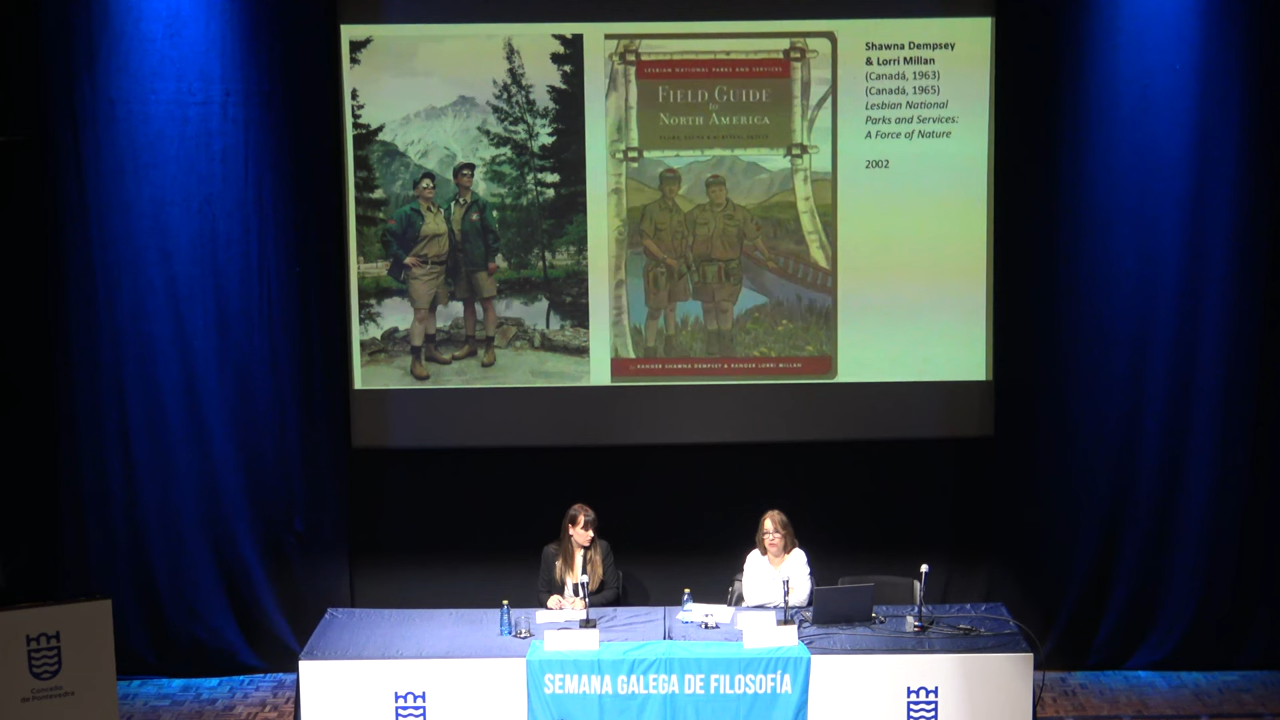 LESBIAN NATIONAL PARKS AND SERVICES
FIELD GUIDE
to
NORTH AMERICA
by RANGER SHAWNA DEMPSEY & RANGER LORRI MILLAN
Shawna Dempsey
& Lorri Millan
(Canadá, 1963)
(Canadá, 1965)
Lesbian National
Parks and Services:
A Force of Nature
2002
Concello
de Pontevedra
SEMANA GALEGA DE FILOSOFÍA